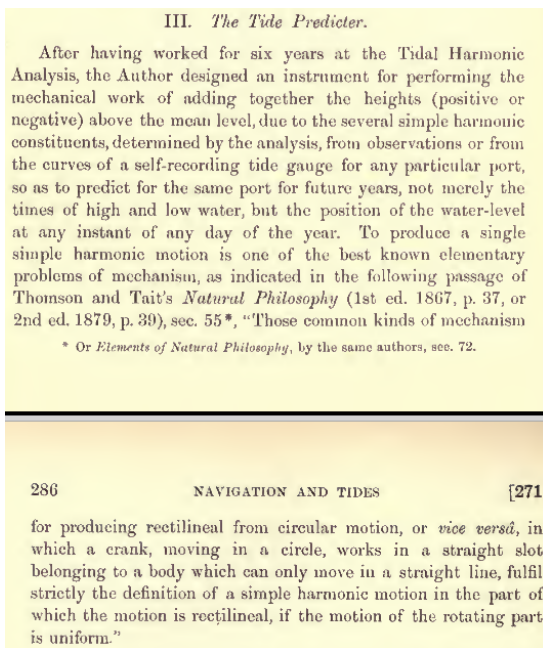 III. The Tide Predicter.
After having worked for six years at the Tidal Harmonic
Analysis, the Author designed an instrument for performing the
mechanical work of adding together the heights (positive or
negative) above the mean level, due to the several simple harmonic
constituents, determined by the analysis, from observations or from
the curves of a self-recording tide gauge for any particular port,
so as to predict for the same port for future years, not merely the
times of high and low water, but the position of the water-level
at any instant of any day of the year. To produce a single
simple harmonic motion is one of the best known elementary
problems of mechanism, as indicated in the following passage of
Thomson and Tait's Natural Philosophy (1st ed. 1867, p. 37, or
2nd ed. 1879, p. 39), sec. 55*, "Those common kinds of mechanism
* Or Elements of Natural Philosophy, by the same authors, sec. 72.
286 NAVIGATION AND TIDES [271
for producing rectilineal from circular motion, or vice versâ, in
which a crank, moving in a circle, works in a straight slot
belonging to a body which can only move in a straight line, fulfil
strictly the definition of a simple harmonic motion in the part of
which the motion is rectilineal, if the motion of the rotating part
is uniform."